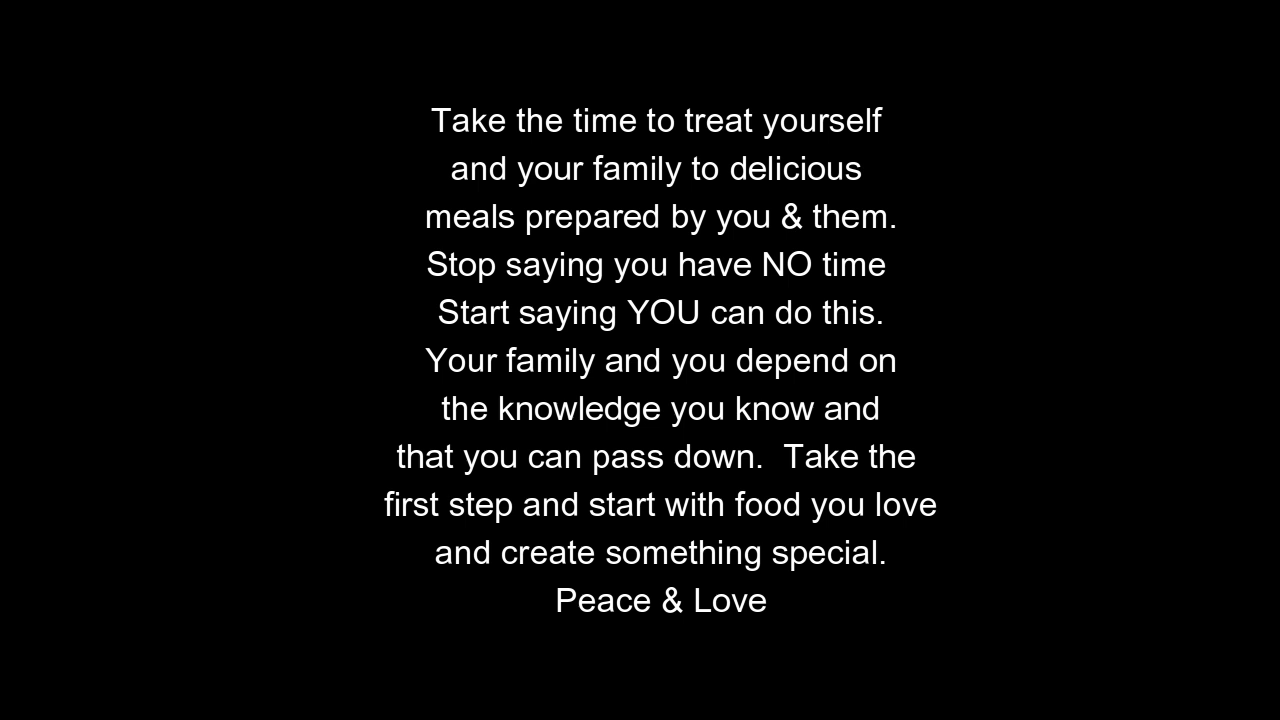 Take the time to treat yourself
and your family to delicious
meals prepared by you & them.
Stop saying you have NO time
Start saying YOU can do this.
Your family and you depend on
the knowledge you know and
that you can pass down.  Take the
first step and start with food you love
and create something special.
Peace & Love